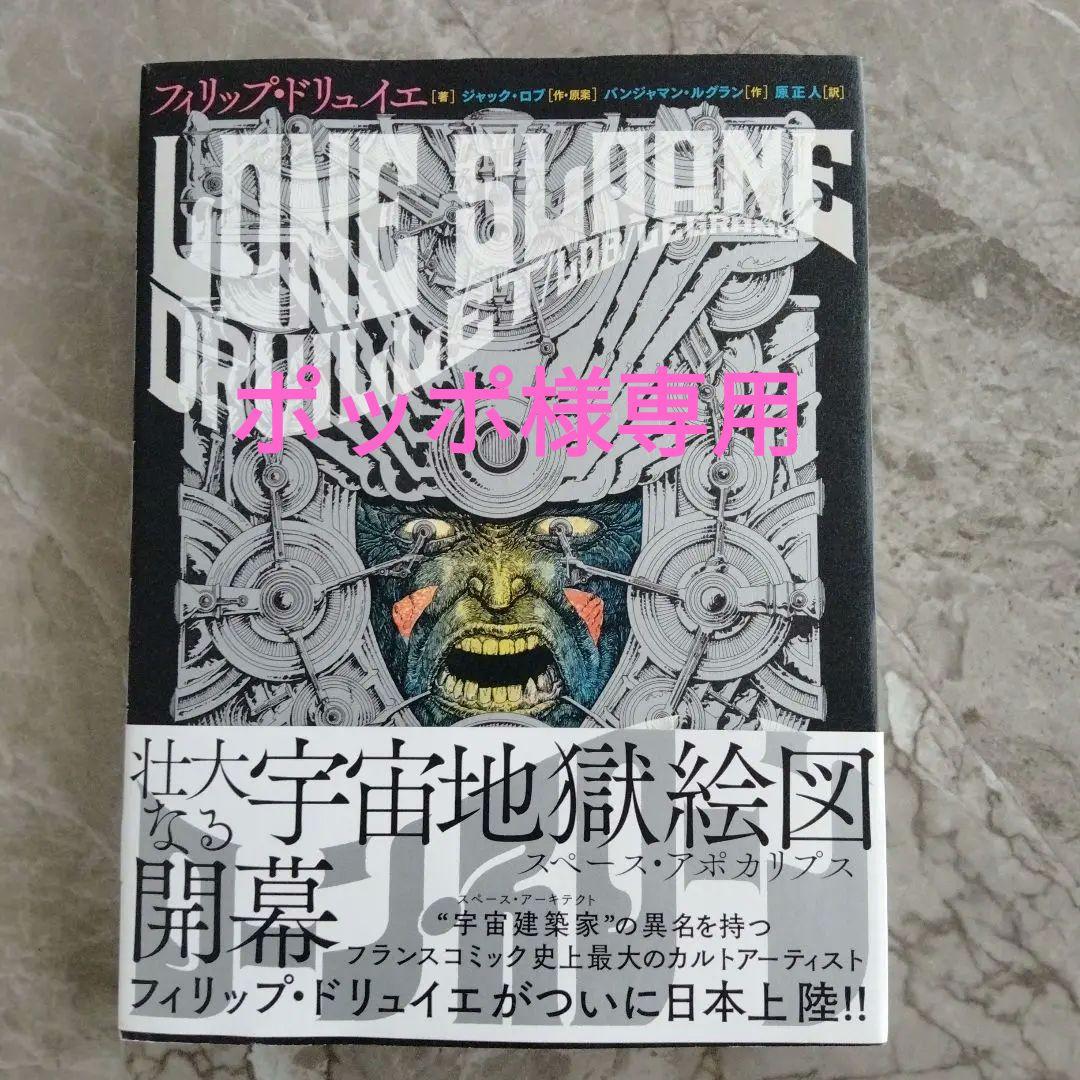 フィリップ・ドリュイエ[著] ジャック・ロブ[作・原案] バンジャマン・ルグラン[作] 原正人[訳]
LONE SLOANE
DRUILLET/LOB/LEGRAND
ポッポ様専用
壮大なる宇宙地獄絵図
スペース・アポカリプス
開幕
スペース・アーキテクト
“宇宙建築家”の異名を持つ
フランスコミック史上最大のカルトアーティスト
フィリップ・ドリュイエがついに日本上陸!!